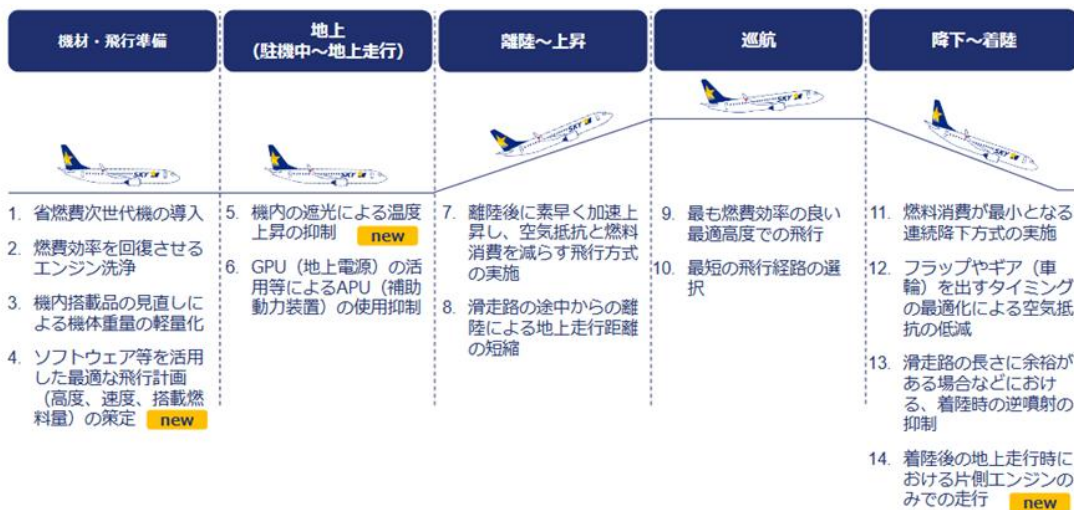 機材・飛行準備
地上
(駐機中～地上走行)
離陸～上昇
巡航
降下～着陸
SKY
SKY
SKY
SKY
SKY
1. 省燃費次世代機の導入
2. 燃費効率を回復させる
エンジン洗浄
3. 機内搭載品の見直しに
よる機体重量の軽量化
4. ソフトウェア等を活用
した最適な飛行計画
(高度、速度、搭載燃
料量)の策定 new
5. 機内の遮光による温度
上昇の抑制 new
6. GPU(地上電源)の活
用等によるAPU(補助
動力装置)の使用抑制
7. 離陸後に素早く加速上
昇し、空気抵抗と燃料
消費を減らす飛行方式
の実施
8. 滑走路の途中からの離
陸による地上走行距離
の短縮
9. 最も燃費効率の良い
最適高度での飛行
10. 最短の飛行経路の選
択
11. 燃料消費が最小となる
連続降下方式の実施
12. フラップやギア(車
輪)を出すタイミング
の最適化による空気抵
抗の低減
13. 滑走路の長さに余裕が
ある場合などにおけ
る、着陸時の逆噴射の
抑制
14. 着陸後の地上走行時に
おける片側エンジンの
みでの走行 new